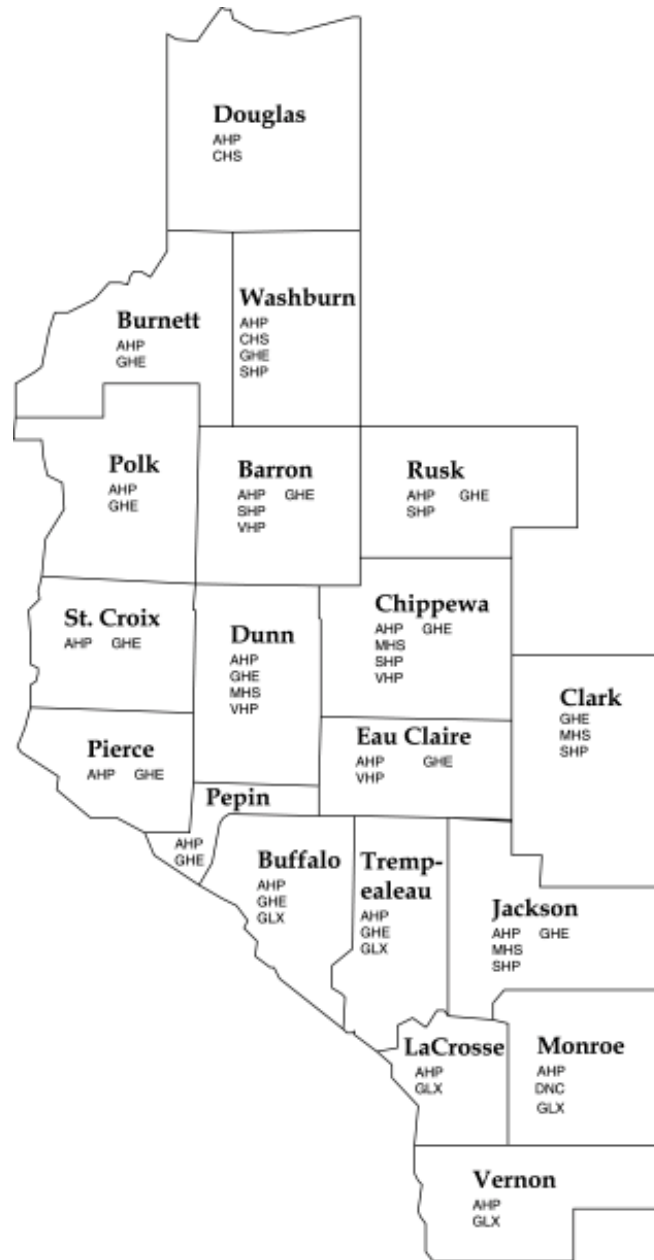 Douglas
AHP
CHS
Washburn
AHP
CHS
GHE
SHP
Burnett
AHP
GHE
Polk
AHP
GHE
Barron
AHP GHE
SHP
VHP
Rusk
AHP GHE
SHP
St. Croix
AHP GHE
Dunn
AHP
GHE
MHS
VHP
Chippewa
AHP GHE
MHS
SHP
VHP
Clark
GHE
MHS
SHP
Pierce
AHP GHE
Eau Claire
AHP GHE
VHP
Pepin
AHP
GHE
Buffalo
AHP
GHE
GLX
Tremp-
ealeau
AHP
GHE
GLX
Jackson
AHP GHE
MHS
SHP
LaCrosse
AHP
GLX
Monroe
AHP
DNC
GLX
Vernon
AHP
GLX